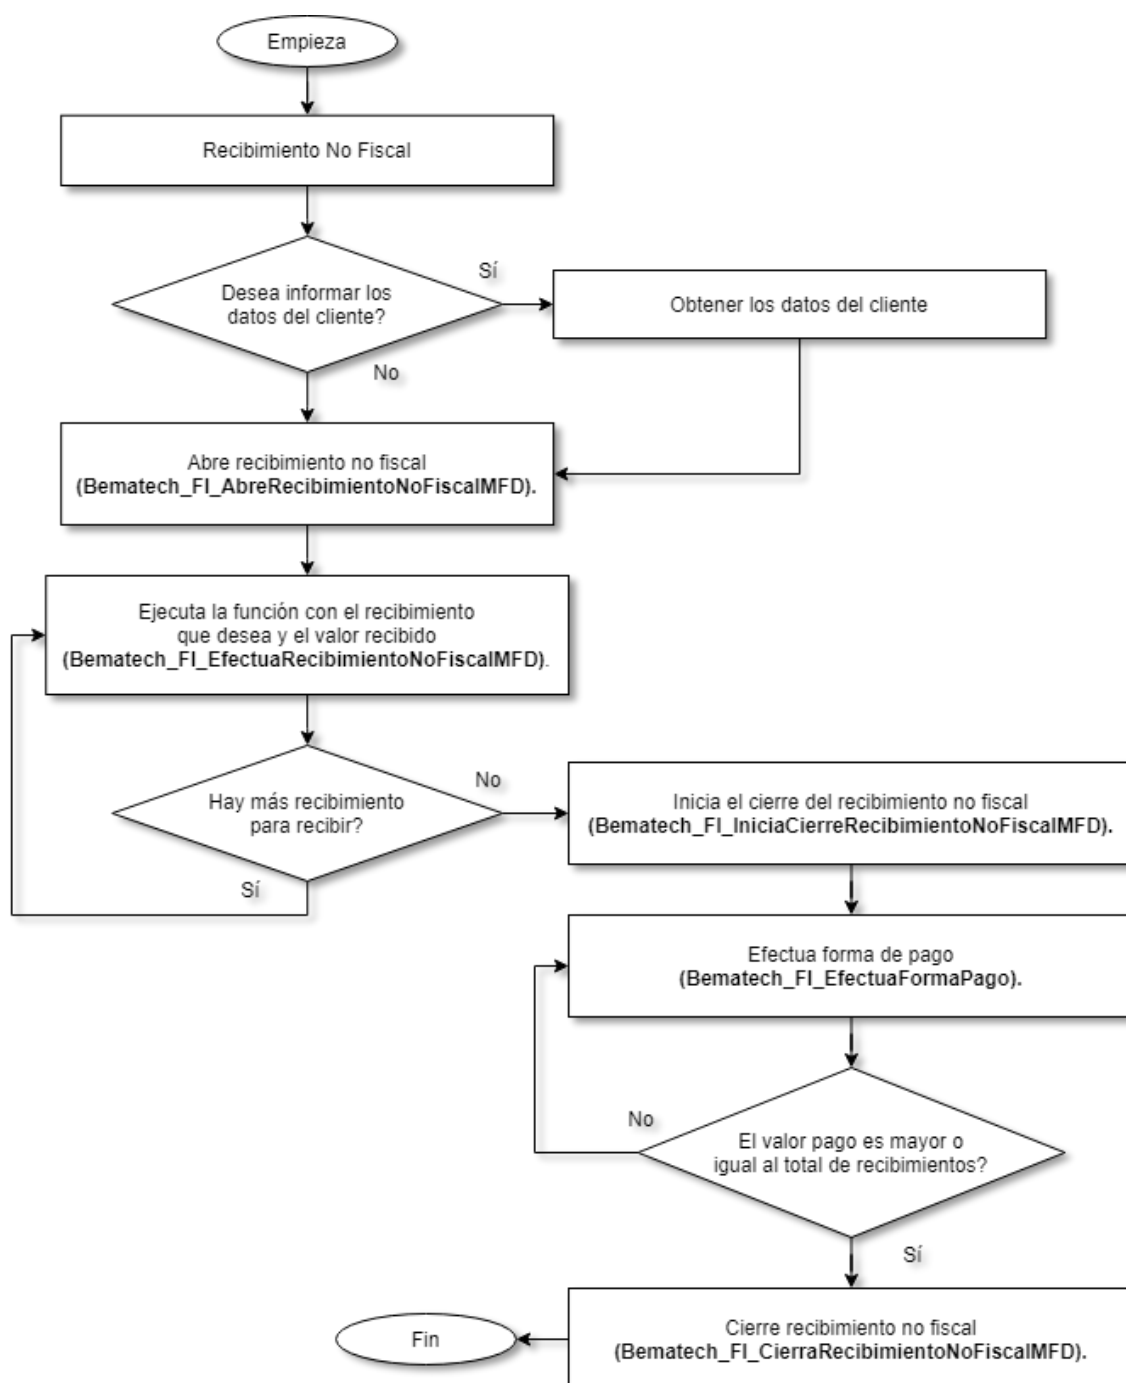 Empieza
Recibimiento No Fiscal
Desea informar los
datos del cliente?
Sí
Obtener los datos del cliente
No
Abre recibimiento no fiscal
(Bematech_FI_AbreRecibimientoNoFiscalMFD).
Ejecuta la función con el recibimiento
que desea y el valor recibido
(Bematech_FI_EfectuaRecibimientoNoFiscalMFD).
Hay más recibimiento
para recibir?
No
Sí
Inicia el cierre del recibimiento no fiscal
(Bematech_FI_IniciaCierreRecibimientoNoFiscalMFD).
Efectua forma de pago
(Bematech_FI_EfectuaFormaPago).
No
El valor pago es mayor o
igual al total de recibimientos?
Sí
Cierre recibimiento no fiscal
(Bematech_FI_CierraRecibimientoNoFiscalMFD).
Fin